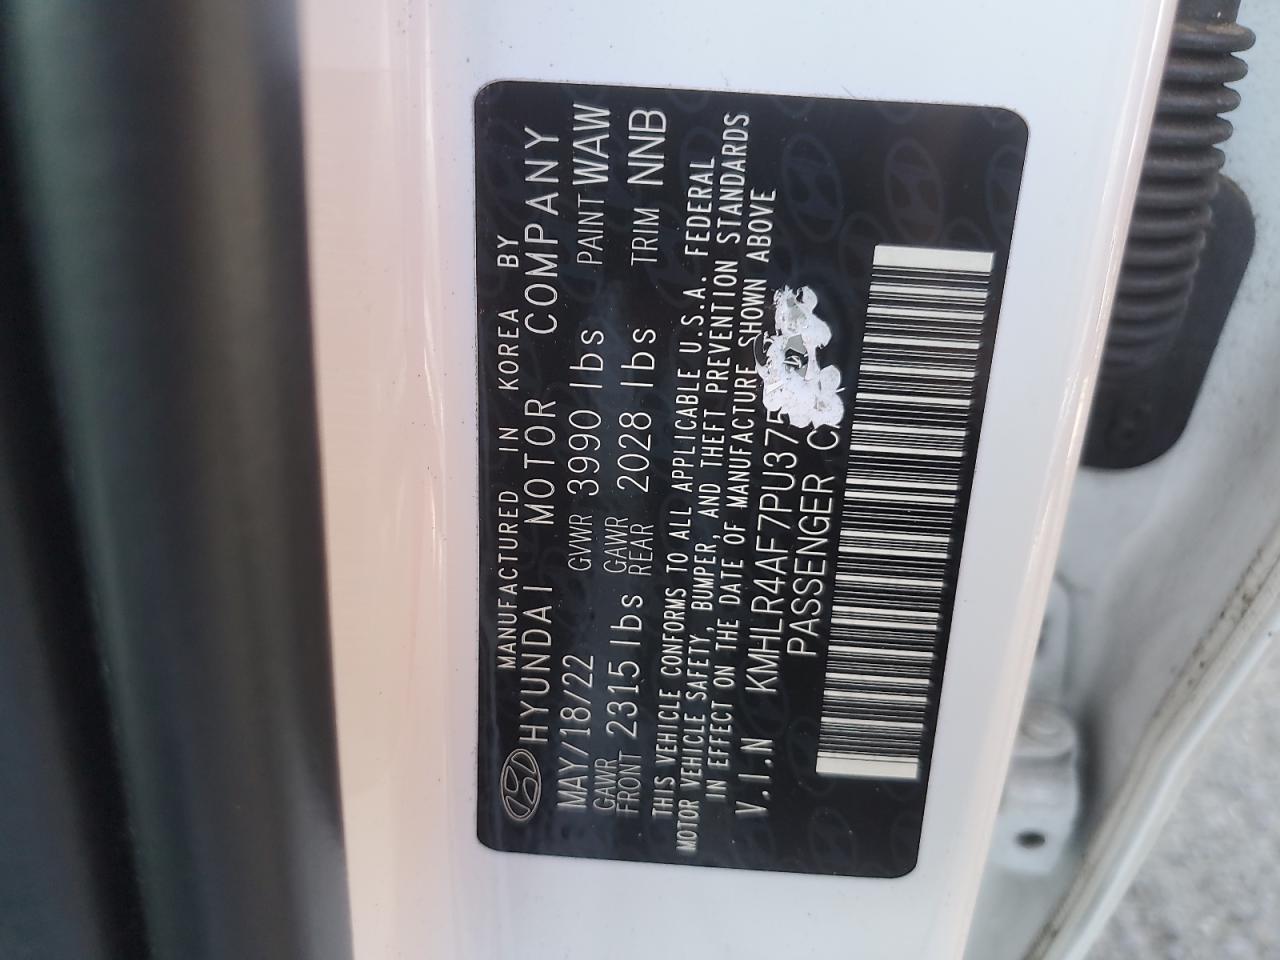 MANUFACTURED IN KOREA BY
HYUNDAI MOTOR COMPANY
MAY/18/22 GVWR 3990 lbs PAINT WAW
GAWR FRONT 2315 lbs GAWR REAR 2028 lbs TRIM NNB
THIS VEHICLE CONFORMS TO ALL APPLICABLE U.S.A. FEDERAL
MOTOR VEHICLE SAFETY, BUMPER, AND THEFT PREVENTION STANDARDS
IN EFFECT ON THE DATE OF MANUFACTURE SHOWN ABOVE
V.I.N KMHLR4AF7PU375
PASSENGER C